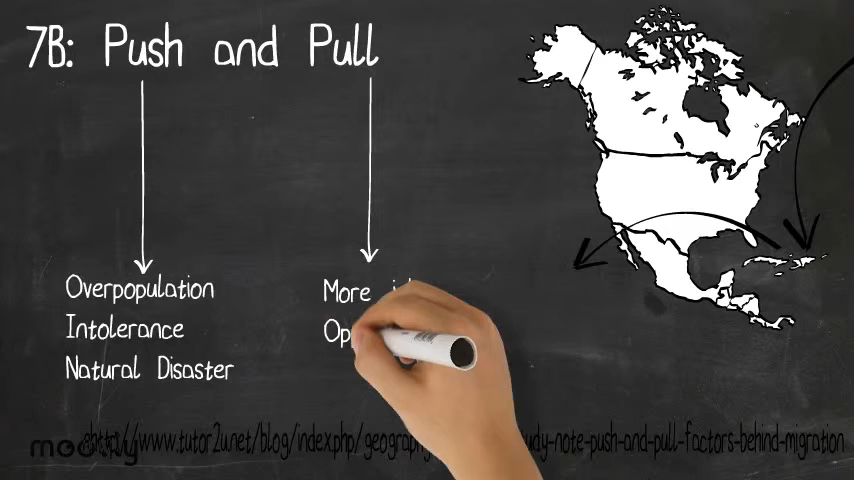 7B: Push and Pull
Overpopulation
Intolerance
Natural Disaster
More
http://www.tutor2u.net/blog/index.php/geography
udy-note-push-and-pull-factors-behind-migration
moovly